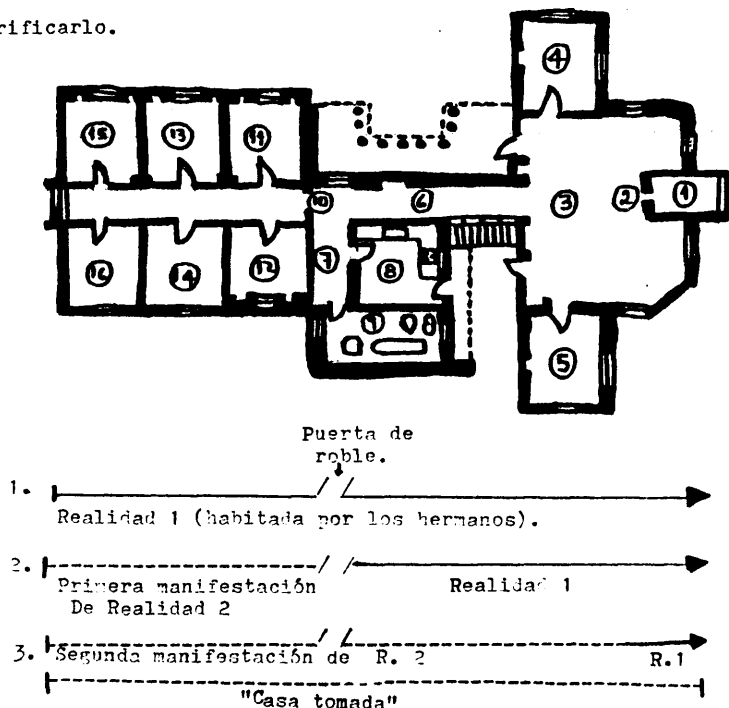 rificarlo.
4
15 13 11
10 6 3 2 1
7
16 14 12 8
9
5
Puerta de
roble.
1.
Realidad 1 (habitada por los hermanos).
2.
Primera manifestación Realidad 1
De Realidad 2
3. Segunda manifestación de R. 2 R.1
"Casa tomada"